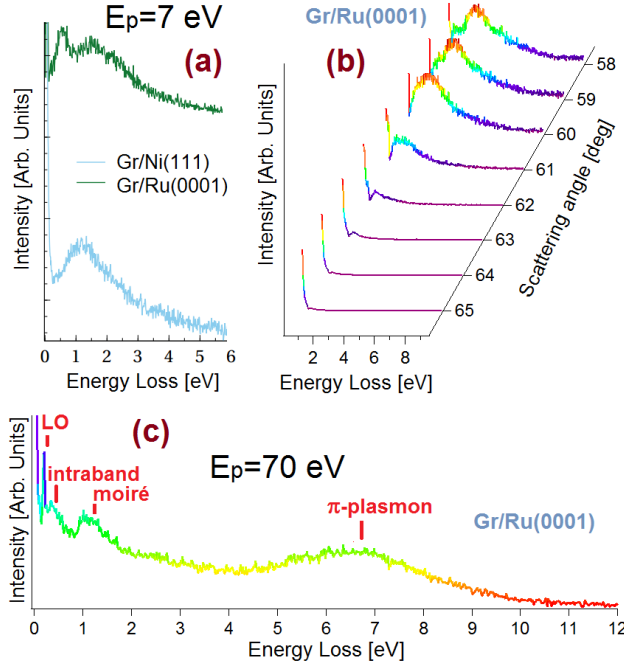 Ep=7 eV
(a)
Gr/Ni(111)
Gr/Ru(0001)
Intensity [Arb. Units]
0 1 2 3 4 5 6
Energy Loss [eV]
Gr/Ru(0001)
(b)
Intensity [Arb. Units]
58
59
60
61
62
63
64
65
Scattering angle [deg]
2 4 6 8
Energy Loss [eV]
(c)
LO
Ep=70 eV
intraband
moiré
π-plasmon
Gr/Ru(0001)
Intensity [Arb. Units]
0 1 2 3 4 5 6 7 8 9 10 11 12
Energy Loss [eV]